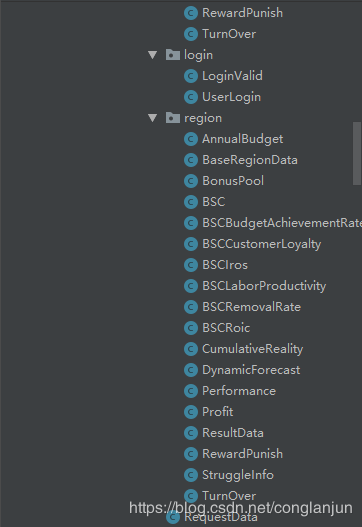 RewardPunish
TurnOver
login
LoginValid
UserLogin
region
AnnualBudget
BaseRegionData
BonusPool
BSC
BSCBudgetAchievementRate
BSCCustomerLoyalty
BSCIros
BSCLaborProductivity
BSCRemovalRate
BSCRoic
CumulativeReality
DynamicForecast
Performance
Profit
ResultData
RewardPunish
StruggleInfo
TurnOver
https://blog.csdn.net/conglanjun
RequestData